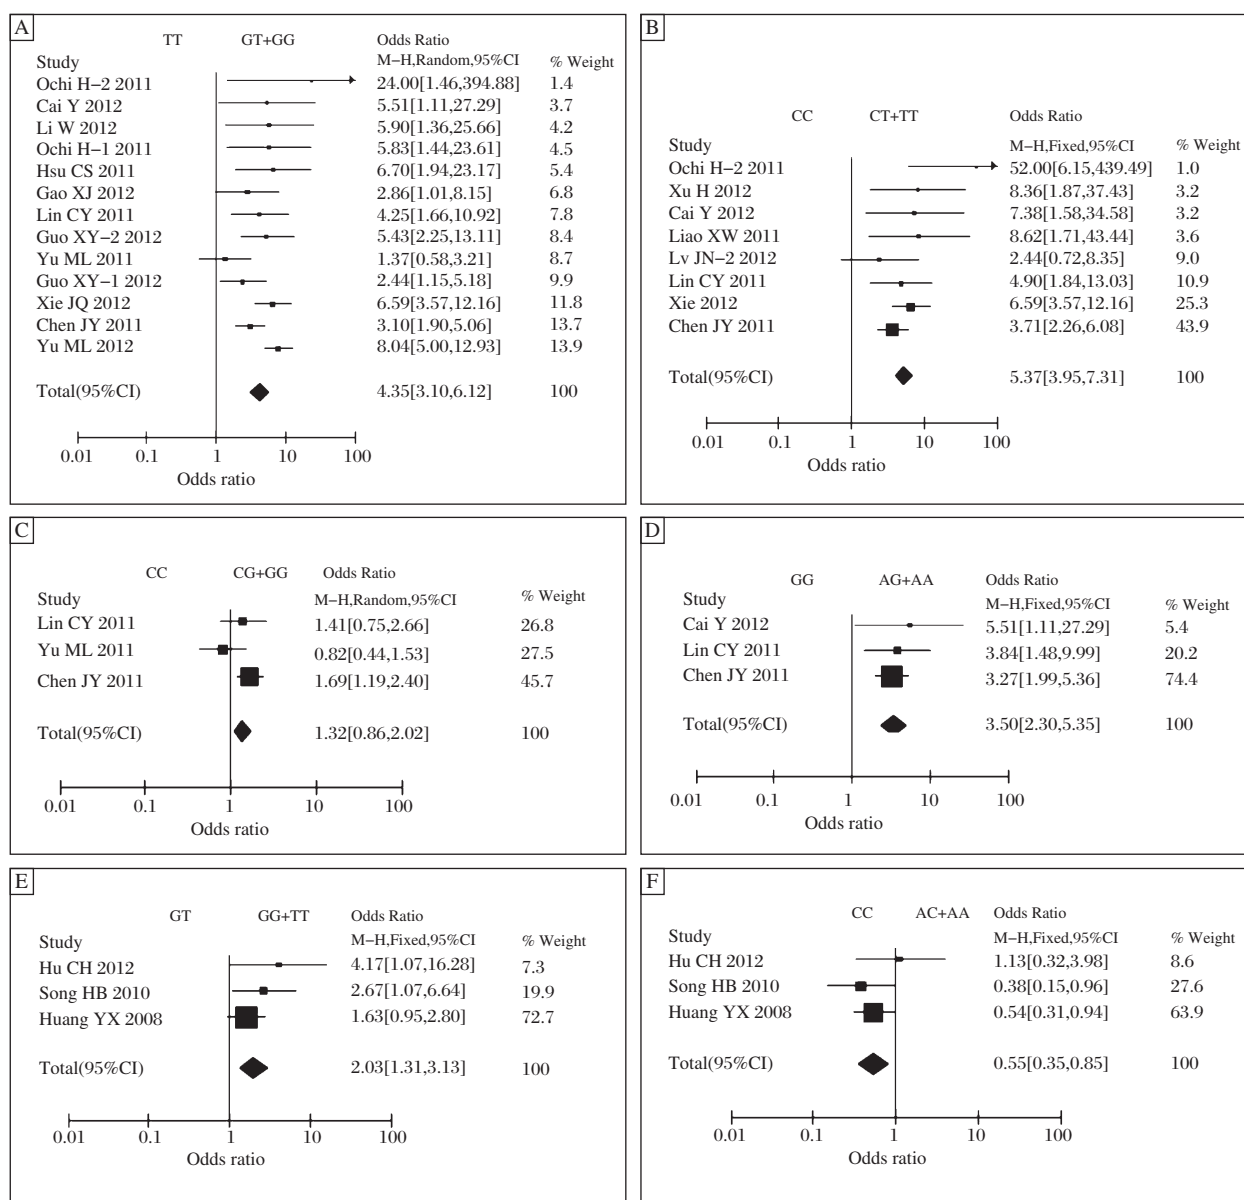 A
TT GT+GG Odds Ratio
Study M−H,Random,95%CI % Weight
Ochi H−2 2011 24.00[1.46,394.88] 1.4
Cai Y 2012 5.51[1.11,27.29] 3.7
Li W 2012 5.90[1.36,25.66] 4.2
Ochi H−1 2011 5.83[1.44,23.61] 4.5
Hsu CS 2011 6.70[1.94,23.17] 5.4
Gao XJ 2012 2.86[1.01,8.15] 6.8
Lin CY 2011 4.25[1.66,10.92] 7.8
Guo XY−2 2012 5.43[2.25,13.11] 8.4
Yu ML 2011 1.37[0.58,3.21] 8.7
Guo XY−1 2012 2.44[1.15,5.18] 9.9
Xie JQ 2012 6.59[3.57,12.16] 11.8
Chen JY 2011 3.10[1.90,5.06] 13.7
Yu ML 2012 8.04[5.00,12.93] 13.9
Total(95%CI) 4.35[3.10,6.12] 100
0.01 0.1 1 10 100
Odds ratio
B
CC CT+TT Odds Ratio
Study M−H,Fixed,95%CI % Weight
Ochi H−2 2011 52.00[6.15,439.49] 1.0
Xu H 2012 8.36[1.87,37.43] 3.2
Cai Y 2012 7.38[1.58,34.58] 3.2
Liao XW 2011 8.62[1.71,43.44] 3.6
Lv JN−2 2012 2.44[0.72,8.35] 9.0
Lin CY 2011 4.90[1.84,13.03] 10.9
Xie 2012 6.59[3.57,12.16] 25.3
Chen JY 2011 3.71[2.26,6.08] 43.9
Total(95%CI) 5.37[3.95,7.31] 100
0.01 0.1 1 10 100
Odds ratio
C
CC CG+GG Odds Ratio
Study M−H,Random,95%CI % Weight
Lin CY 2011 1.41[0.75,2.66] 26.8
Yu ML 2011 0.82[0.44,1.53] 27.5
Chen JY 2011 1.69[1.19,2.40] 45.7
Total(95%CI) 1.32[0.86,2.02] 100
0.01 0.1 1 10 100
Odds ratio
D
GG AG+AA Odds Ratio
Study M−H,Fixed,95%CI % Weight
Cai Y 2012 5.51[1.11,27.29] 5.4
Lin CY 2011 3.84[1.48,9.99] 20.2
Chen JY 2011 3.27[1.99,5.36] 74.4
Total(95%CI) 3.50[2.30,5.35] 100
0.01 0.1 1 10 100
Odds ratio
E
GT GG+TT Odds Ratio
Study M−H,Fixed,95%CI % Weight
Hu CH 2012 4.17[1.07,16.28] 7.3
Song HB 2010 2.67[1.07,6.64] 19.9
Huang YX 2008 1.63[0.95,2.80] 72.7
Total(95%CI) 2.03[1.31,3.13] 100
0.01 0.1 1 10 100
Odds ratio
F
CC AC+AA Odds Ratio
Study M−H,Fixed,95%CI % Weight
Hu CH 2012 1.13[0.32,3.98] 8.6
Song HB 2010 0.38[0.15,0.96] 27.6
Huang YX 2008 0.54[0.31,0.94] 63.9
Total(95%CI) 0.55[0.35,0.85] 100
0.01 0.1 1 10 100
Odds ratio